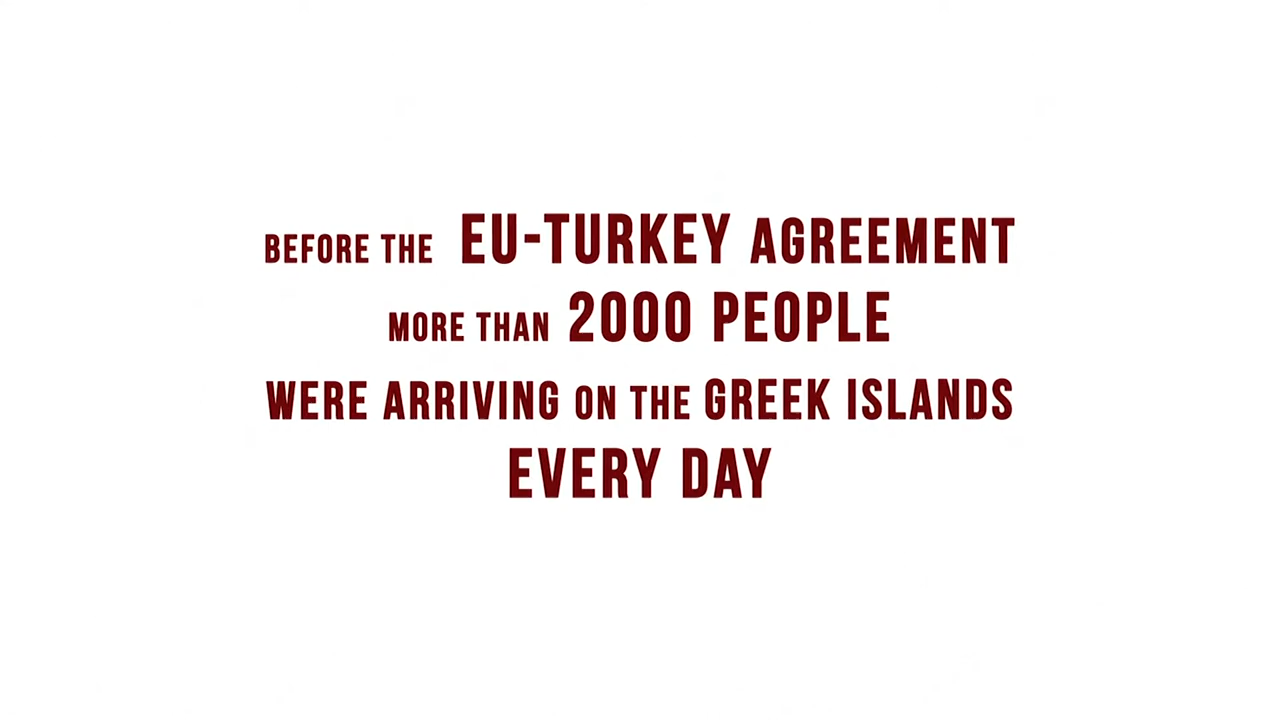 BEFORE THE EU-TURKEY AGREEMENT
MORE THAN 2000 PEOPLE
WERE ARRIVING ON THE GREEK ISLANDS
EVERY DAY